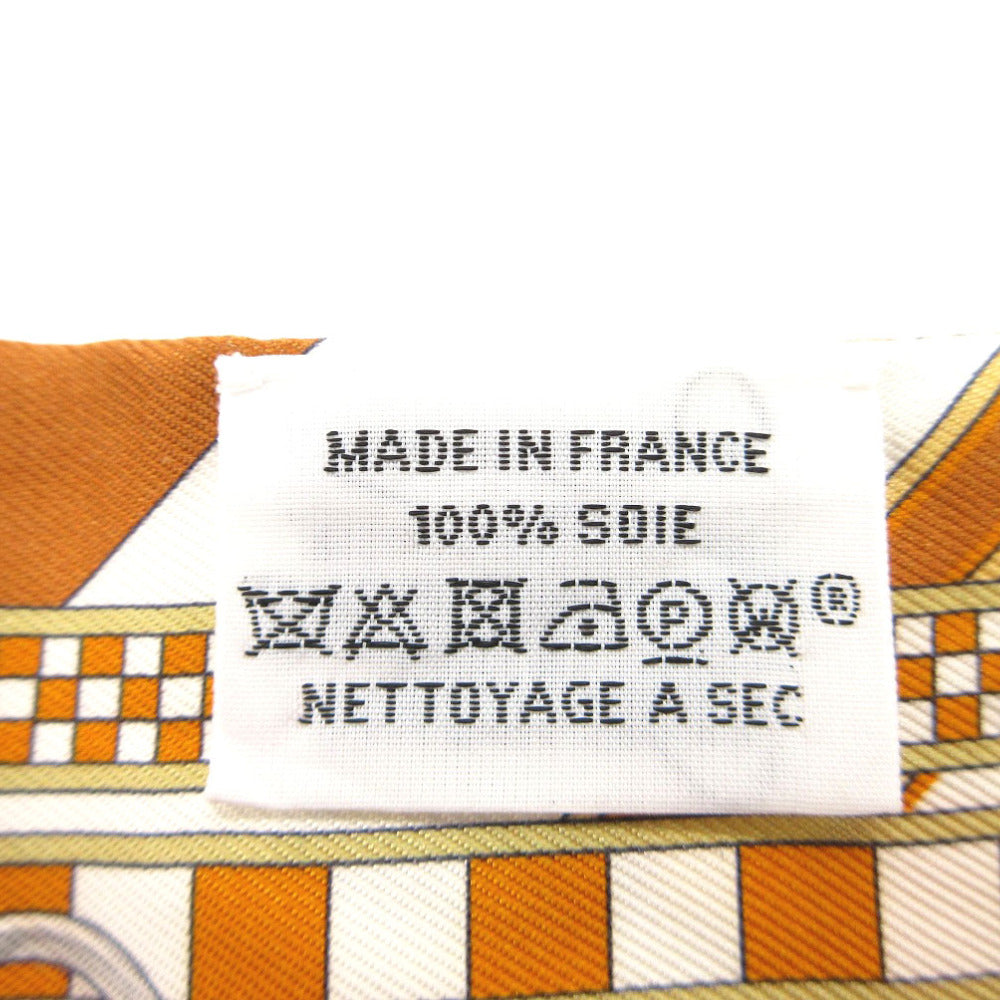 MADE IN FRANCE
100% SOIE
P W ®
NETTOYAGE A SEC